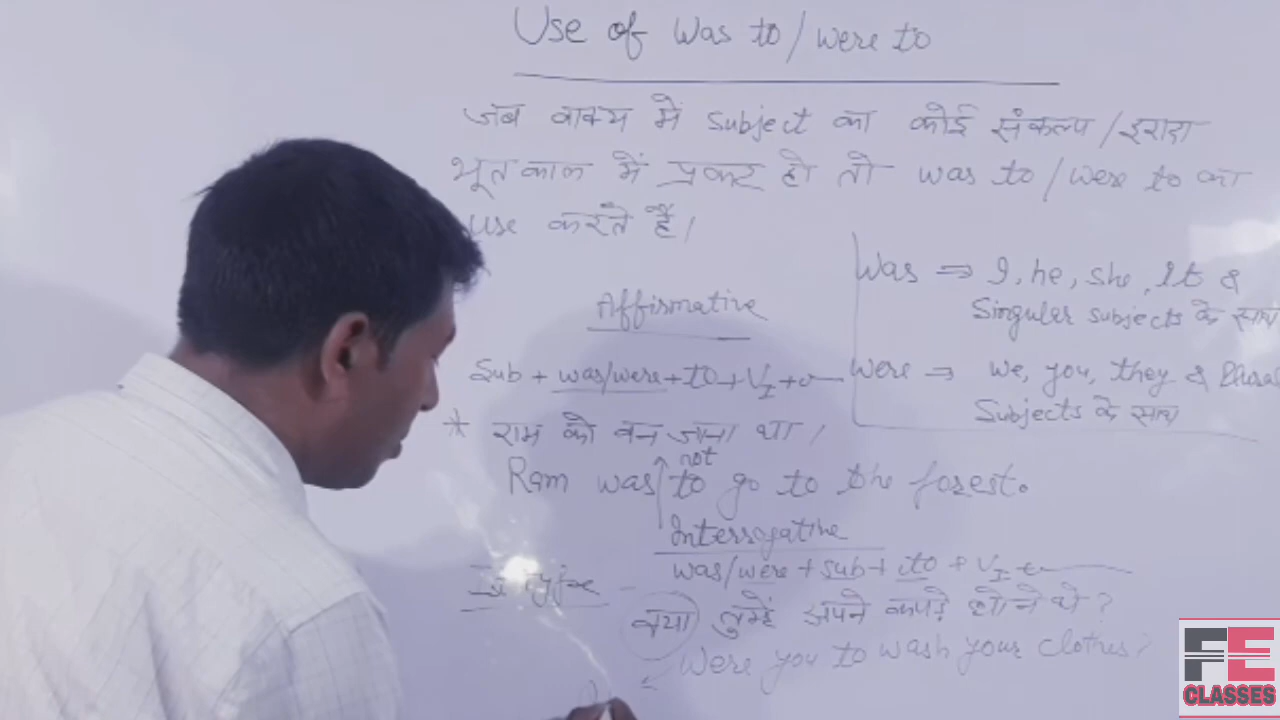 Use of Was to/were to
जब वाक्य में subject का कोई संकल्प/इरादा
भूतकाल में प्रकट हो तो was to/were to का
use करते हैं।
Was ⇒ I, he, she, It &
Singular subjects के साथ
Were ⇒ we, you, they & Plural
Subjects के साथ
Affirmative
Sub + was/were + to + V1 + o
* राम को वन जाना था।
not
Ram was to go to the forest.
Interrogative
was/were + sub + to + V1 +
Is type
क्या तुम्हें अपने कपड़े धोने थे?
Were you to wash your clothes?
FE
CLASSES